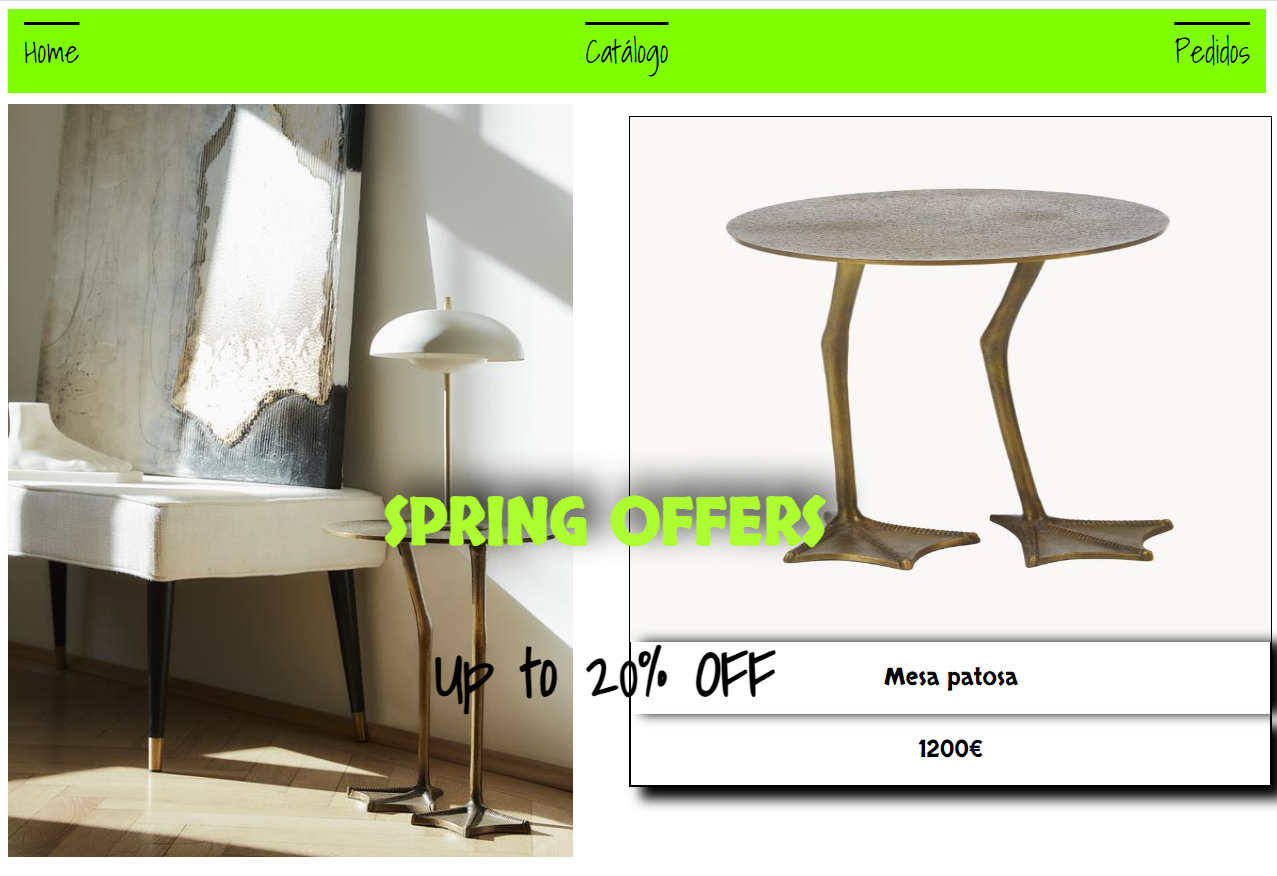 Home
Catálogo
Pedidos
SPRING OFFERS
Up to 20% OFF
Mesa patosa
1200€